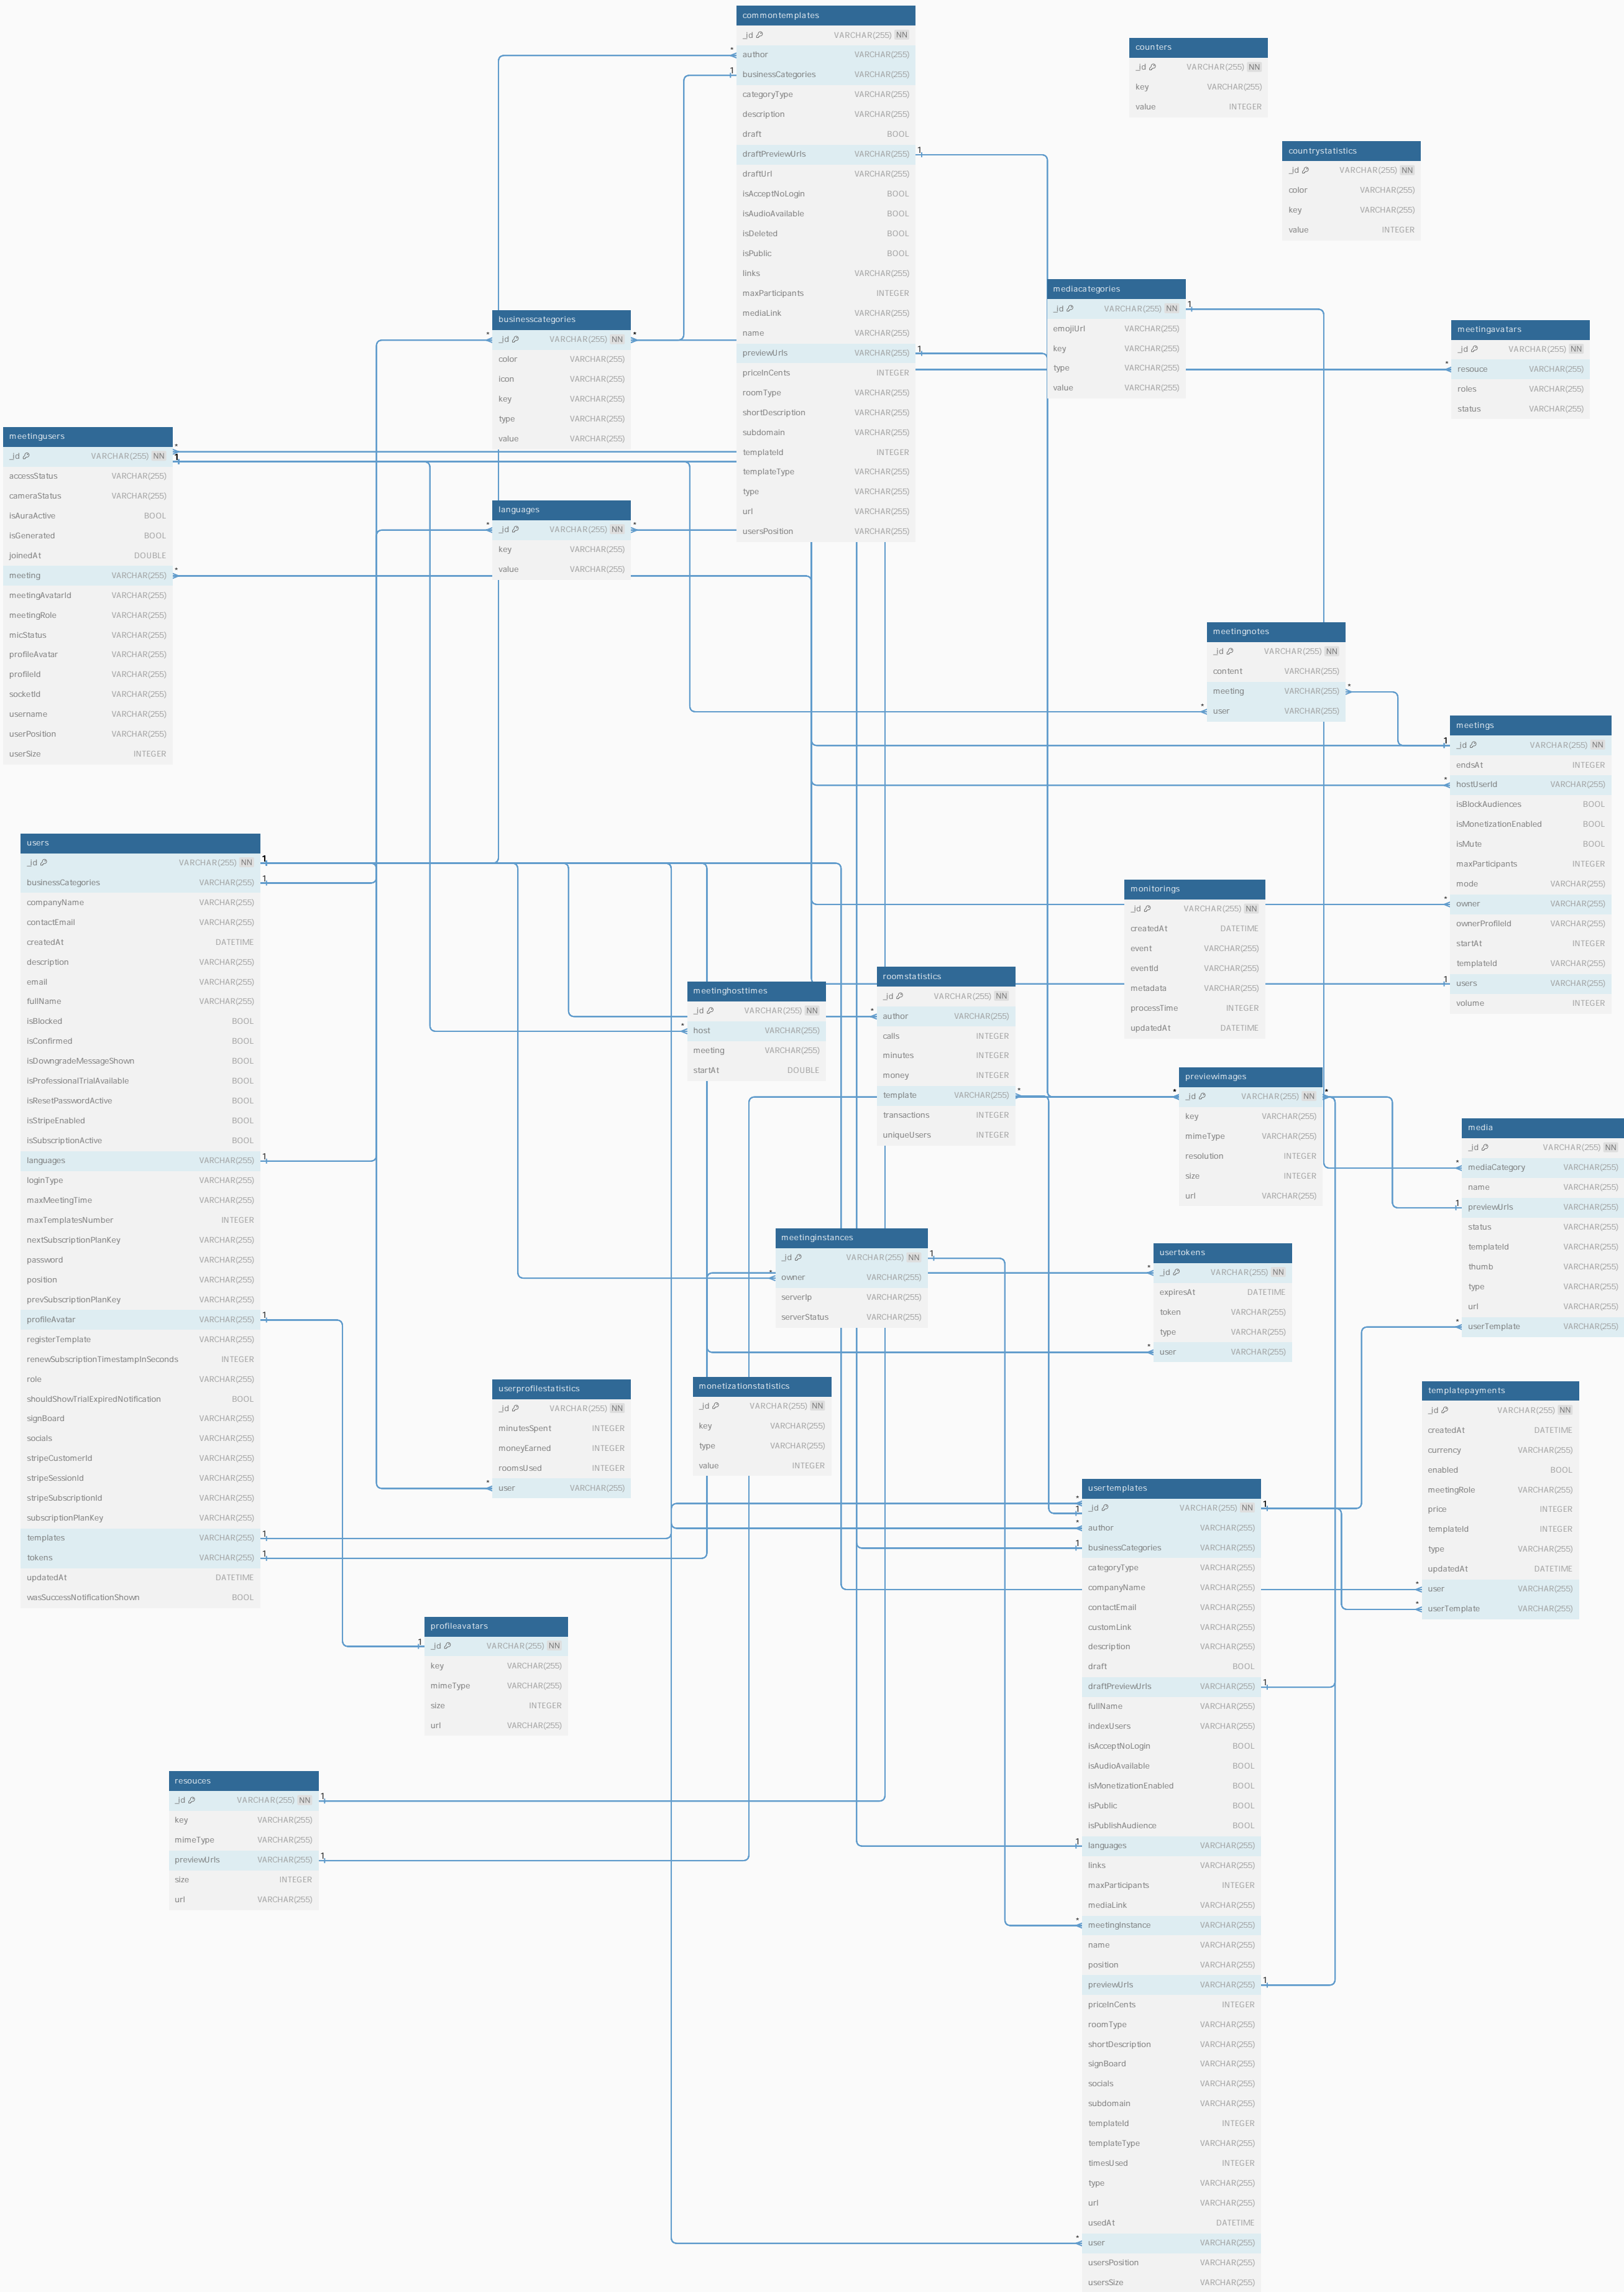 commontemplates
_id VARCHAR(255) NN
author VARCHAR(255)
businessCategories VARCHAR(255)
categoryType VARCHAR(255)
description VARCHAR(255)
draft BOOL
draftPreviewUrls VARCHAR(255)
draftUrl VARCHAR(255)
isAcceptNoLogin BOOL
isAudioAvailable BOOL
isDeleted BOOL
isPublic BOOL
links VARCHAR(255)
maxParticipants INTEGER
mediaLink VARCHAR(255)
name VARCHAR(255)
previewUrls VARCHAR(255)
priceInCents INTEGER
roomType VARCHAR(255)
shortDescription VARCHAR(255)
subdomain VARCHAR(255)
templateId INTEGER
templateType VARCHAR(255)
type VARCHAR(255)
url VARCHAR(255)
usersPosition VARCHAR(255)
counters
_id VARCHAR(255) NN
key VARCHAR(255)
value INTEGER
countrystatistics
_id VARCHAR(255) NN
color VARCHAR(255)
key VARCHAR(255)
value INTEGER
mediacategories
_id VARCHAR(255) NN
emojiUrl VARCHAR(255)
key VARCHAR(255)
type VARCHAR(255)
value VARCHAR(255)
businesscategories
_id VARCHAR(255) NN
color VARCHAR(255)
icon VARCHAR(255)
key VARCHAR(255)
type VARCHAR(255)
value VARCHAR(255)
meetingavatars
_id VARCHAR(255) NN
resouce VARCHAR(255)
roles VARCHAR(255)
status VARCHAR(255)
meetingusers
_id VARCHAR(255) NN
accessStatus VARCHAR(255)
cameraStatus VARCHAR(255)
isAuraActive BOOL
isGenerated BOOL
joinedAt DOUBLE
meeting VARCHAR(255)
meetingAvatarId VARCHAR(255)
meetingRole VARCHAR(255)
micStatus VARCHAR(255)
profileAvatar VARCHAR(255)
profileId VARCHAR(255)
socketId VARCHAR(255)
username VARCHAR(255)
userPosition VARCHAR(255)
userSize INTEGER
languages
_id VARCHAR(255) NN
key VARCHAR(255)
value VARCHAR(255)
meetingnotes
_id VARCHAR(255) NN
content VARCHAR(255)
meeting VARCHAR(255)
user VARCHAR(255)
meetings
_id VARCHAR(255) NN
endsAt INTEGER
hostUserId VARCHAR(255)
isBlockAudiences BOOL
isMonetizationEnabled BOOL
isMute BOOL
maxParticipants INTEGER
mode VARCHAR(255)
owner VARCHAR(255)
ownerProfileId VARCHAR(255)
startAt INTEGER
templateId VARCHAR(255)
users VARCHAR(255)
volume INTEGER
users
_id VARCHAR(255) NN
businessCategories VARCHAR(255)
companyName VARCHAR(255)
contactEmail VARCHAR(255)
createdAt DATETIME
description VARCHAR(255)
email VARCHAR(255)
fullName VARCHAR(255)
isBlocked BOOL
isConfirmed BOOL
isDowngradeMessageShown BOOL
isProfessionalTrialAvailable BOOL
isResetPasswordActive BOOL
isStripeEnabled BOOL
isSubscriptionActive BOOL
languages VARCHAR(255)
loginType VARCHAR(255)
maxMeetingTime VARCHAR(255)
maxTemplatesNumber INTEGER
nextSubscriptionPlanKey VARCHAR(255)
password VARCHAR(255)
position VARCHAR(255)
prevSubscriptionPlanKey VARCHAR(255)
profileAvatar VARCHAR(255)
registerTemplate VARCHAR(255)
renewSubscriptionTimestampInSeconds INTEGER
role VARCHAR(255)
shouldShowTrialExpiredNotification BOOL
signBoard VARCHAR(255)
socials VARCHAR(255)
stripeCustomerId VARCHAR(255)
stripeSessionId VARCHAR(255)
stripeSubscriptionId VARCHAR(255)
subscriptionPlanKey VARCHAR(255)
templates VARCHAR(255)
tokens VARCHAR(255)
updatedAt DATETIME
wasSuccessNotificationShown BOOL
monitorings
_id VARCHAR(255) NN
createdAt DATETIME
event VARCHAR(255)
eventId VARCHAR(255)
metadata VARCHAR(255)
processTime INTEGER
updatedAt DATETIME
roomstatistics
_id VARCHAR(255) NN
author VARCHAR(255)
calls INTEGER
minutes INTEGER
money INTEGER
template VARCHAR(255)
transactions INTEGER
uniqueUsers INTEGER
meetinghosttimes
_id VARCHAR(255) NN
host VARCHAR(255)
meeting VARCHAR(255)
startAt DOUBLE
previewimages
_id VARCHAR(255) NN
key VARCHAR(255)
mimeType VARCHAR(255)
resolution INTEGER
size INTEGER
url VARCHAR(255)
media
_id VARCHAR(255) NN
mediaCategory VARCHAR(255)
name VARCHAR(255)
previewUrls VARCHAR(255)
status VARCHAR(255)
templateId VARCHAR(255)
thumb VARCHAR(255)
type VARCHAR(255)
url VARCHAR(255)
userTemplate VARCHAR(255)
meetinginstances
_id VARCHAR(255) NN
owner VARCHAR(255)
serverIp VARCHAR(255)
serverStatus VARCHAR(255)
usertokens
_id VARCHAR(255) NN
expiresAt DATETIME
token VARCHAR(255)
type VARCHAR(255)
user VARCHAR(255)
userprofilestatistics
_id VARCHAR(255) NN
minutesSpent INTEGER
moneyEarned INTEGER
roomsUsed INTEGER
user VARCHAR(255)
monetizationstatistics
_id VARCHAR(255) NN
key VARCHAR(255)
type VARCHAR(255)
value INTEGER
templatepayments
_id VARCHAR(255) NN
createdAt DATETIME
currency VARCHAR(255)
enabled BOOL
meetingRole VARCHAR(255)
price INTEGER
templateId INTEGER
type VARCHAR(255)
updatedAt DATETIME
user VARCHAR(255)
userTemplate VARCHAR(255)
usertemplates
_id VARCHAR(255) NN
author VARCHAR(255)
businessCategories VARCHAR(255)
categoryType VARCHAR(255)
companyName VARCHAR(255)
contactEmail VARCHAR(255)
customLink VARCHAR(255)
description VARCHAR(255)
draft BOOL
draftPreviewUrls VARCHAR(255)
fullName VARCHAR(255)
indexUsers VARCHAR(255)
isAcceptNoLogin BOOL
isAudioAvailable BOOL
isMonetizationEnabled BOOL
isPublic BOOL
isPublishAudience BOOL
languages VARCHAR(255)
links VARCHAR(255)
maxParticipants INTEGER
mediaLink VARCHAR(255)
meetingInstance VARCHAR(255)
name VARCHAR(255)
position VARCHAR(255)
previewUrls VARCHAR(255)
priceInCents INTEGER
roomType VARCHAR(255)
shortDescription VARCHAR(255)
signBoard VARCHAR(255)
socials VARCHAR(255)
subdomain VARCHAR(255)
templateId INTEGER
templateType VARCHAR(255)
timesUsed INTEGER
type VARCHAR(255)
url VARCHAR(255)
usedAt DATETIME
user VARCHAR(255)
usersPosition VARCHAR(255)
usersSize INTEGER
profileavatars
_id VARCHAR(255) NN
key VARCHAR(255)
mimeType VARCHAR(255)
size INTEGER
url VARCHAR(255)
resouces
_id VARCHAR(255) NN
key VARCHAR(255)
mimeType VARCHAR(255)
previewUrls VARCHAR(255)
size INTEGER
url VARCHAR(255)